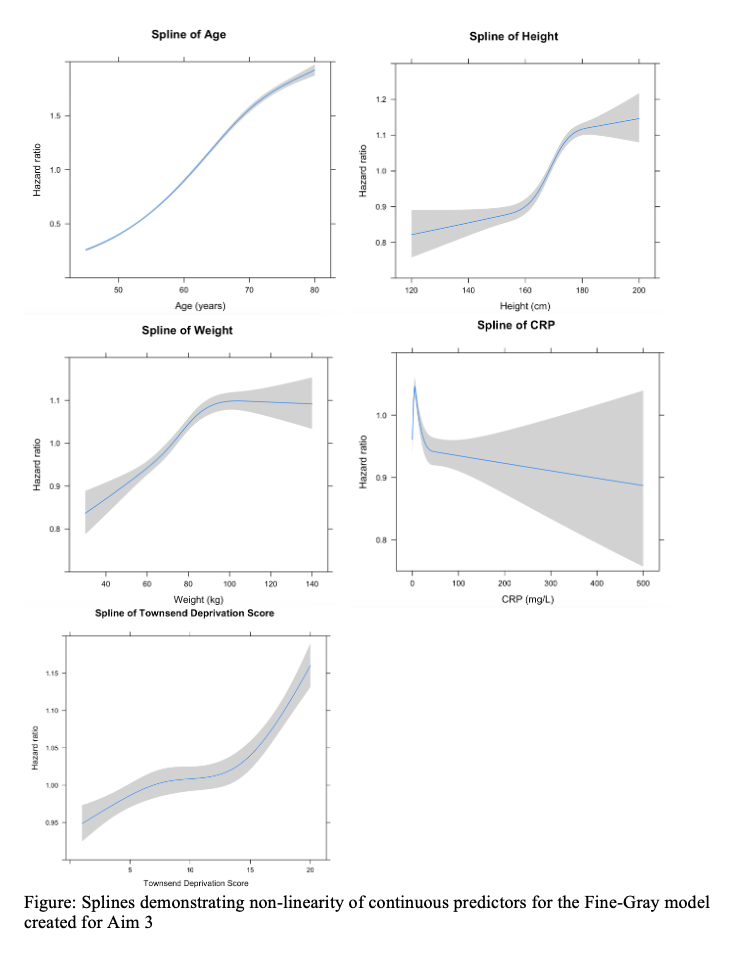 Spline of Age
1.5
1.0
0.5
Hazard ratio
50
60
70
80
Age (years)
Spline of Height
1.2
1.1
1.0
0.9
0.8
Hazard ratio
120
140
160
180
200
Height (cm)
Spline of Weight
1.1
1.0
0.9
0.8
Hazard ratio
40
60
80
100
120
140
Weight (kg)
Spline of CRP
1.0
0.9
0.8
Hazard ratio
0
100
200
300
400
500
CRP (mg/L)
Spline of Townsend Deprivation Score
1.15
1.10
1.05
1.00
0.95
Hazard ratio
5
10
15
20
Townsend Deprivation Score
Figure: Splines demonstrating non-linearity of continuous predictors for the Fine-Gray model
created for Aim 3